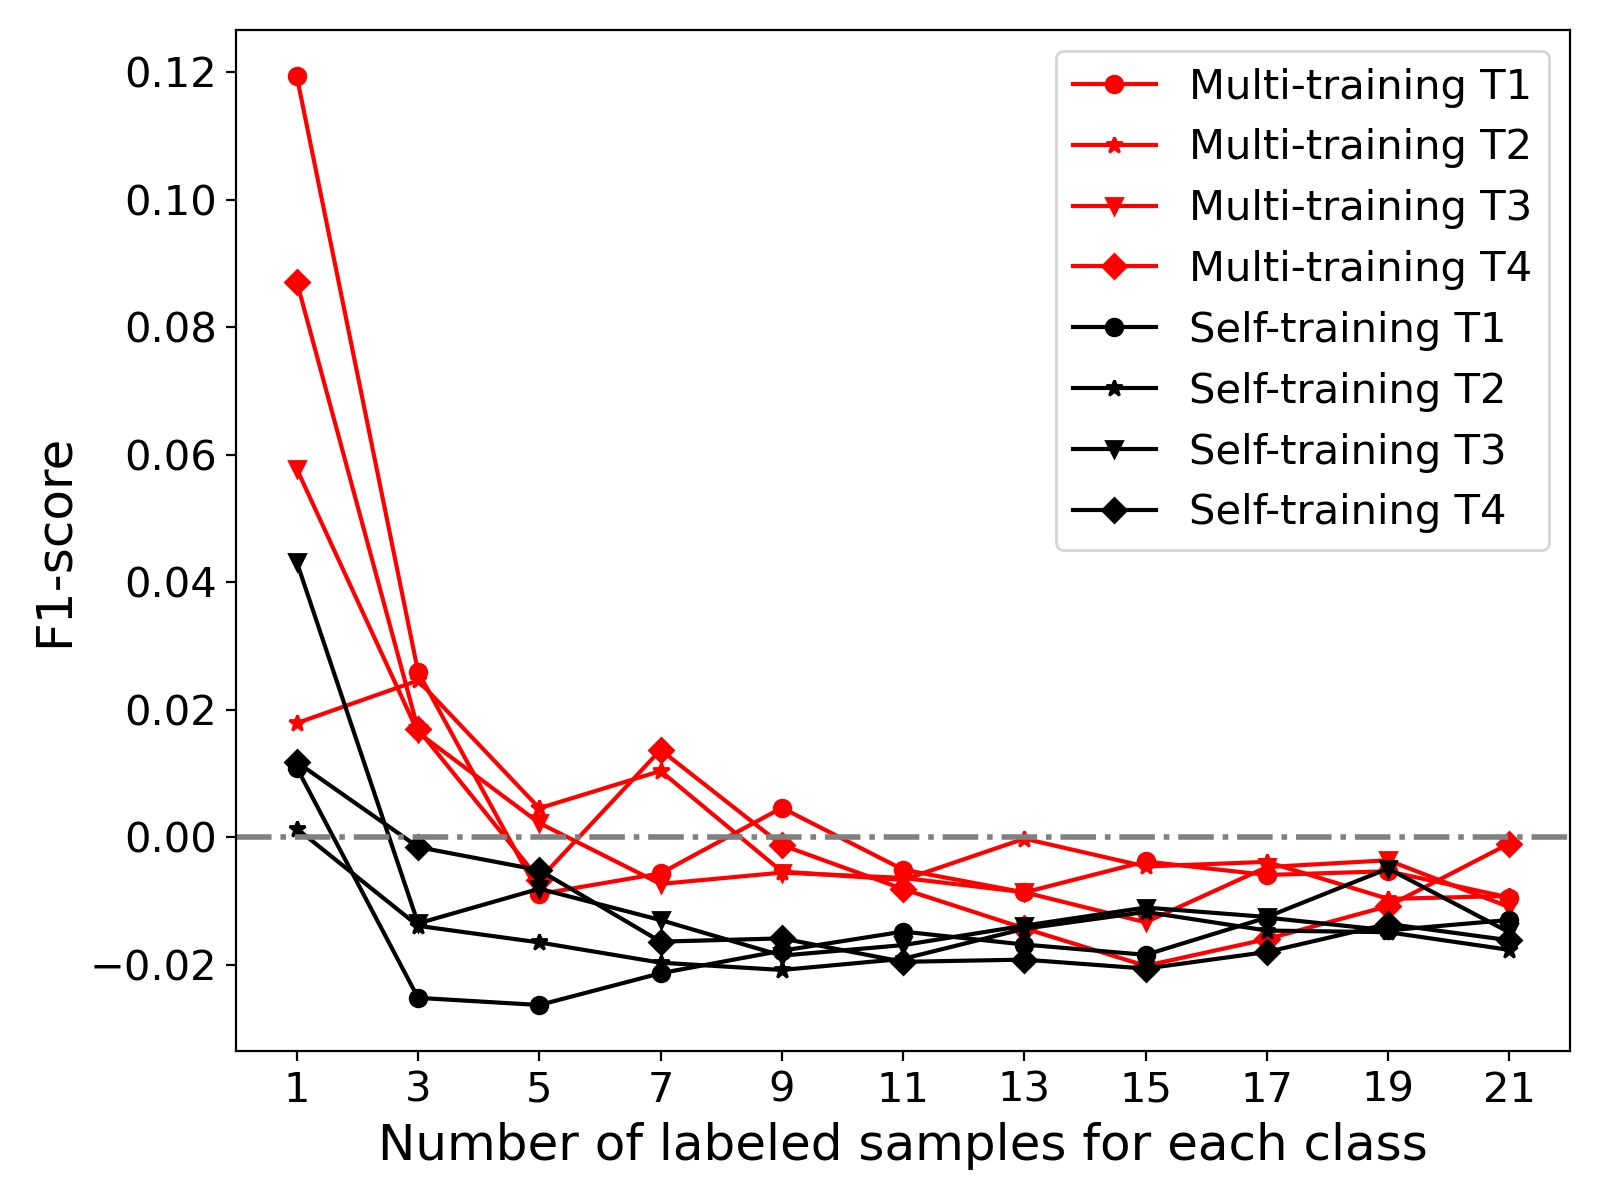 0.12
0.10
0.08
0.06
0.04
0.02
0.00
−0.02
F1-score
1 3 5 7 9 11 13 15 17 19 21
Number of labeled samples for each class
Multi-training T1
Multi-training T2
Multi-training T3
Multi-training T4
Self-training T1
Self-training T2
Self-training T3
Self-training T4